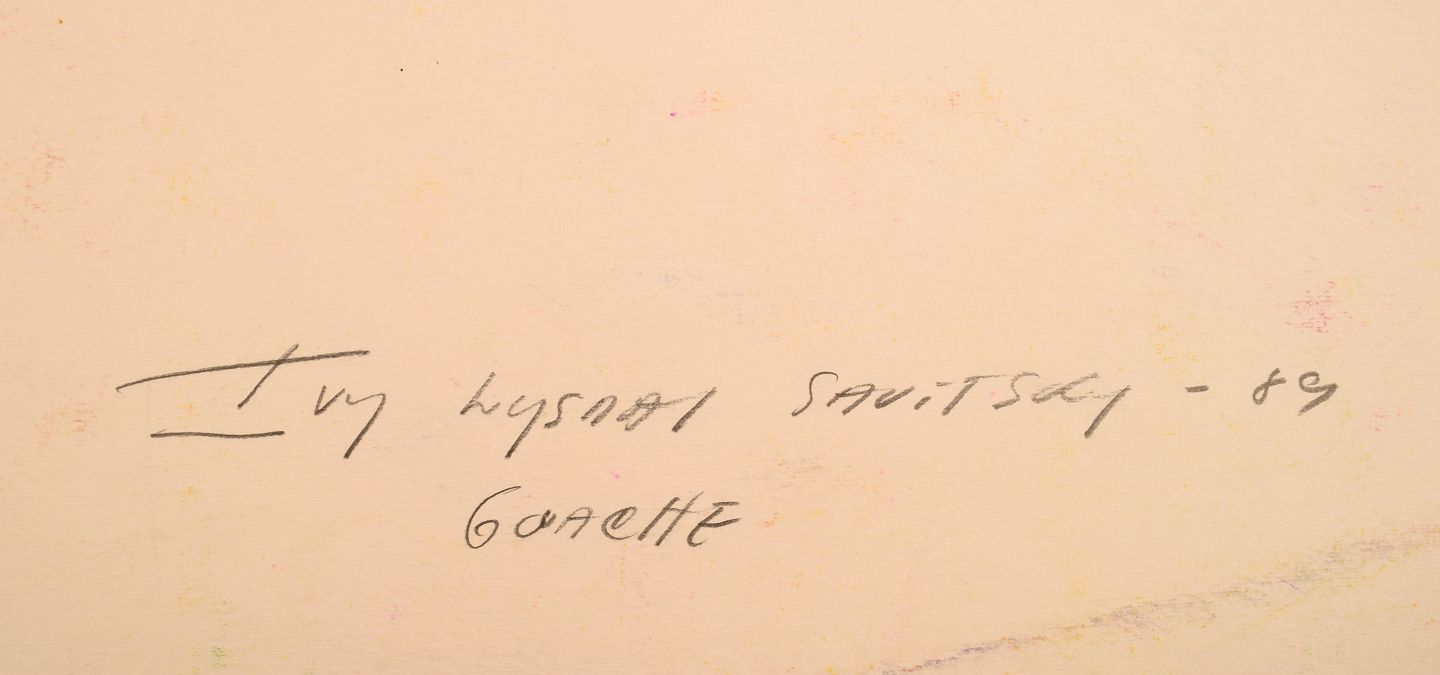 Ivy Lysdal SAViTSky - 89
GOUACHE